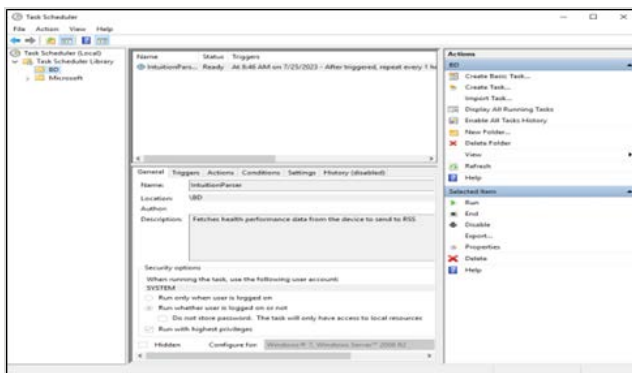 Task Scheduler
File Action View Help
Task Scheduler (Local)
Task Scheduler Library
BD
Microsoft
Name Status Triggers
IntuitionPars... Ready At 8:46 AM on 7/25/2023 - After triggered, repeat every 1 ho
General Triggers Actions Conditions Settings History (disabled)
Name: IntuitionParser
Location: \BD
Author:
Description: Fetches health performance data from the device to send to RSS
Security options
When running the task, use the following user account:
SYSTEM
Run only when user is logged on
Run whether user is logged on or not
Do not store password. The task will only have access to local resources
Run with highest privileges
Hidden Configure for: Windows® 7, Windows Server™ 2008 R2
Actions
BD
Create Basic Task...
Create Task...
Import Task...
Display All Running Tasks
Enable All Tasks History
New Folder...
Delete Folder
View
Refresh
Help
Selected Item
Run
End
Disable
Export...
Properties
Delete
Help